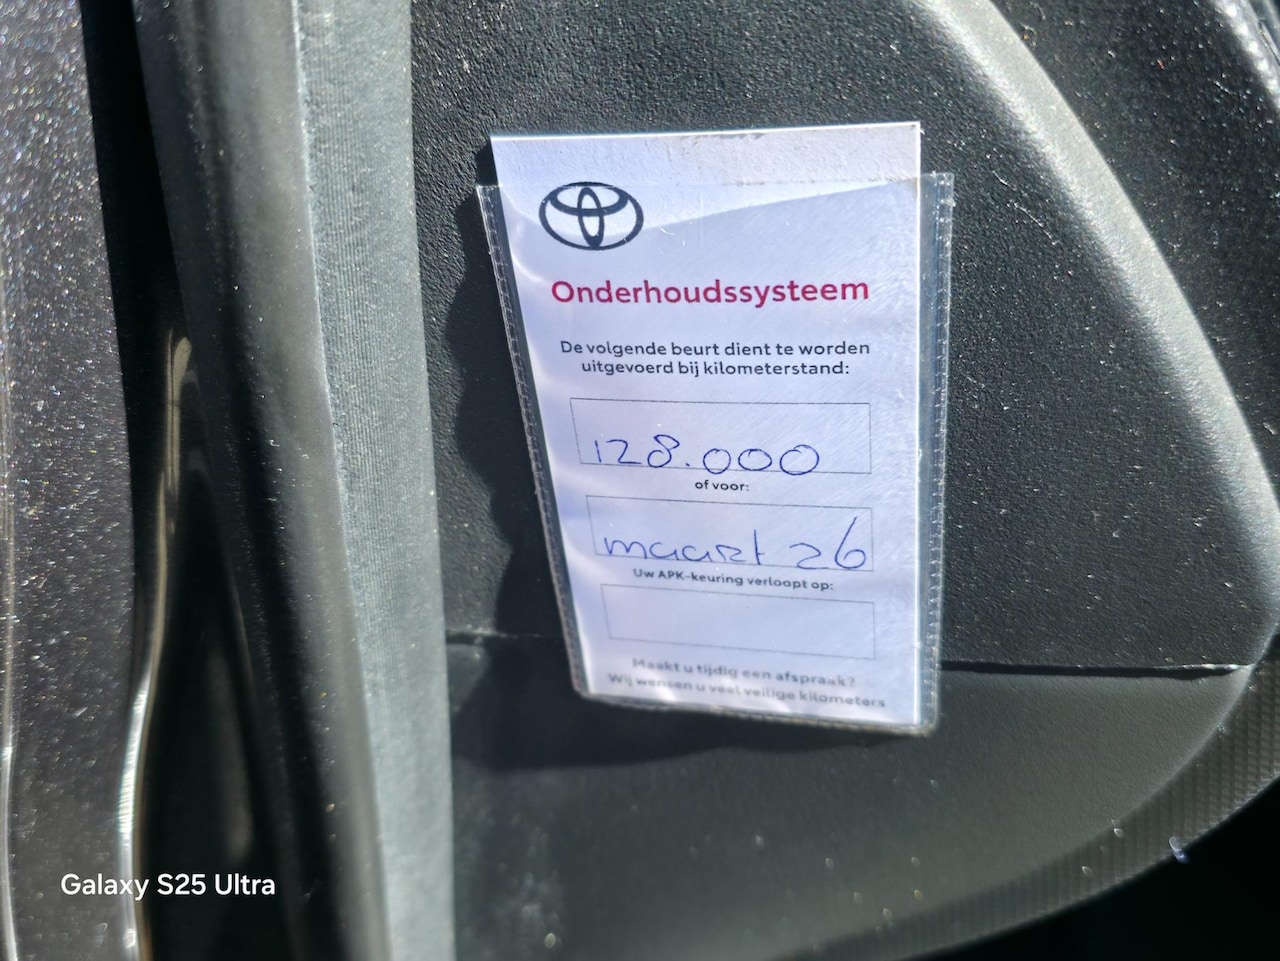 Onderhoudssysteem
De volgende beurt dient te worden
uitgevoerd bij kilometerstand:
128.000
of voor:
maart 26
Uw APK-keuring verloopt op:
Maakt u tijdig een afspraak?
Wij wensen u veel veilige kilometers
Galaxy S25 Ultra